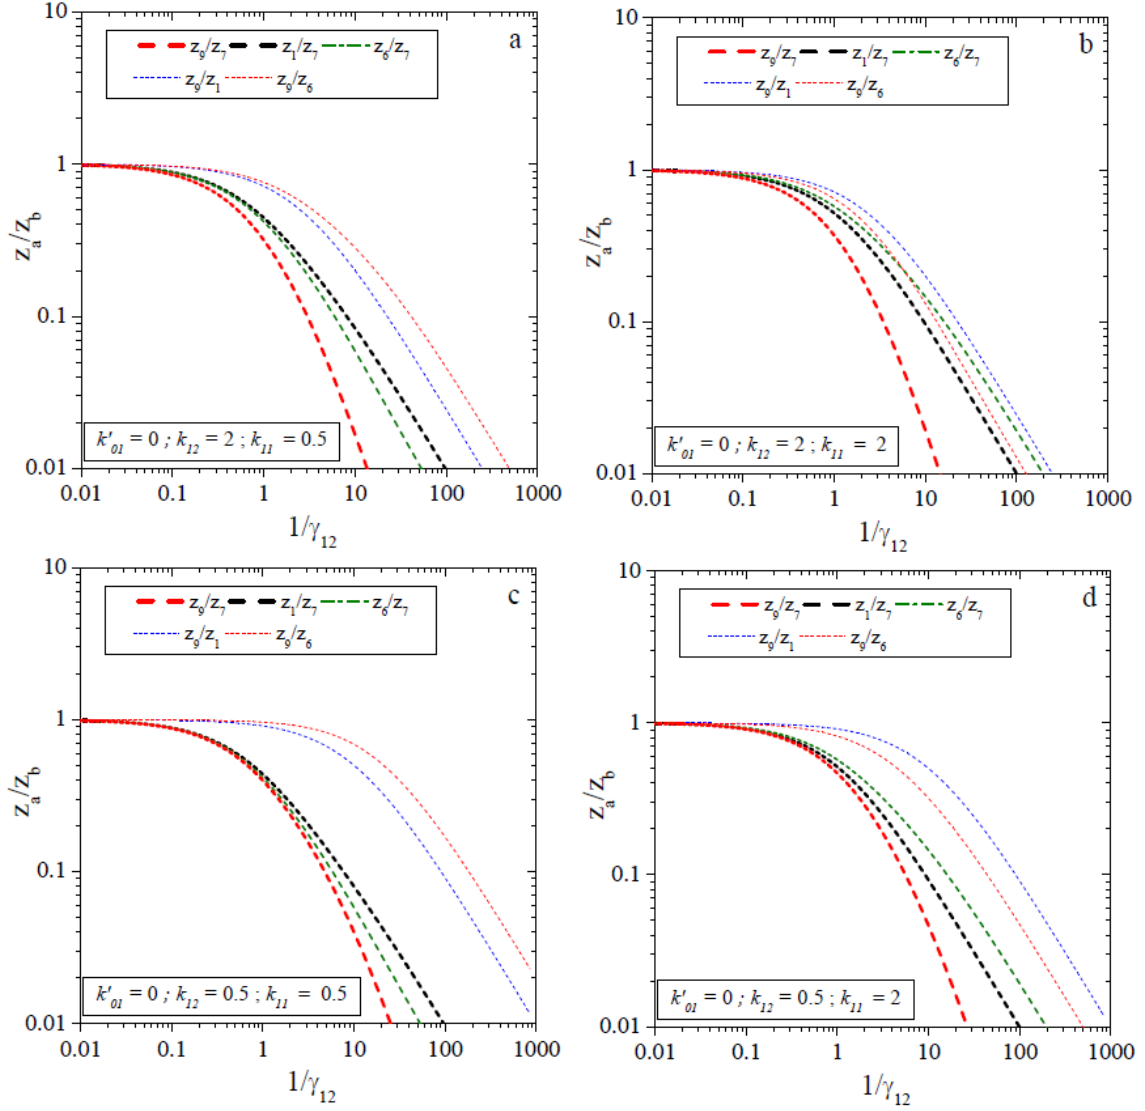 10
a
z9/z7 z1/z7 z6/z7
z9/z1 z9/z6
1
za/zb
0.1
k'01 = 0 ; k12 = 2 ; k11 = 0.5
0.01
0.01 0.1 1 10 100 1000
1/γ12
10
b
z9/z7 z1/z7 z6/z7
z9/z1 z9/z6
1
za/zb
0.1
k'01 = 0 ; k12 = 2 ; k11 = 2
0.01
0.01 0.1 1 10 100 1000
1/γ12
10
c
z9/z7 z1/z7 z6/z7
z9/z1 z9/z6
1
za/zb
0.1
k'01 = 0 ; k12 = 0.5 ; k11 = 0.5
0.01
0.01 0.1 1 10 100 1000
1/γ12
10
d
z9/z7 z1/z7 z6/z7
z9/z1 z9/z6
1
za/zb
0.1
k'01 = 0 ; k12 = 0.5 ; k11 = 2
0.01
0.01 0.1 1 10 100 1000
1/γ12